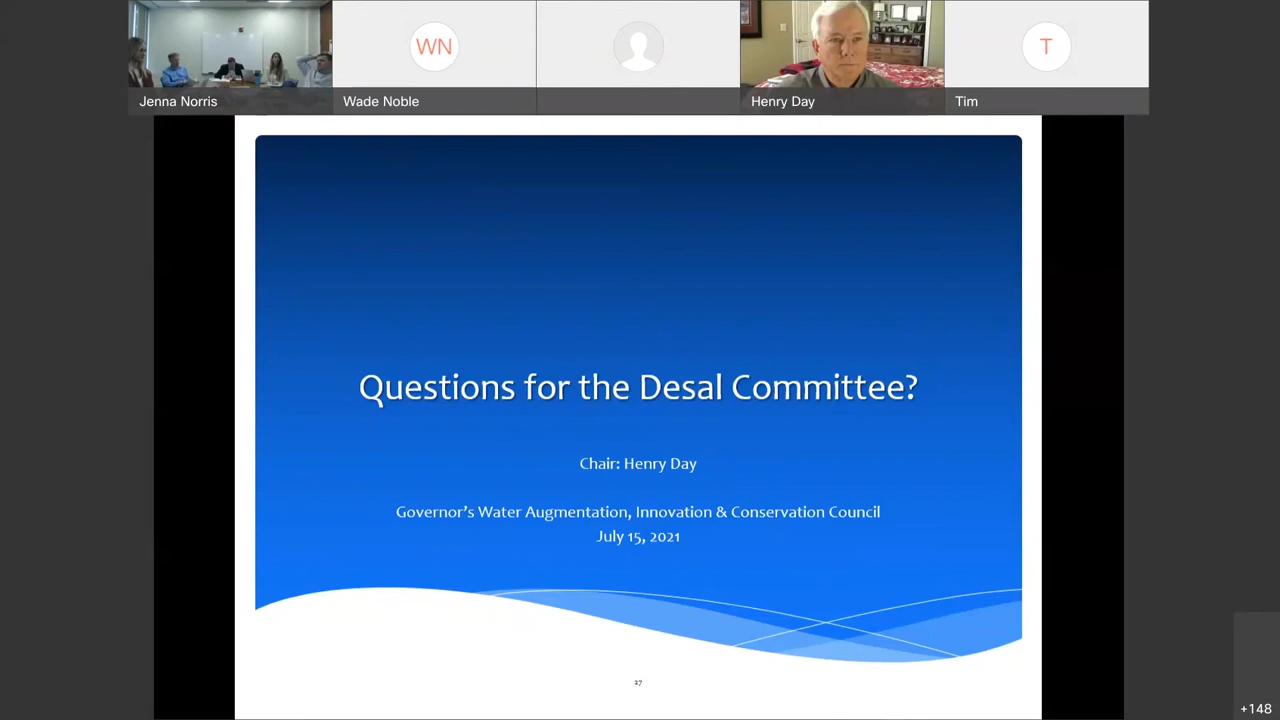 WN
T
Jenna Norris
Wade Noble
Henry Day
Tim
Questions for the Desal Committee?
Chair: Henry Day
Governor's Water Augmentation, Innovation & Conservation Council
July 15, 2021
27
+148